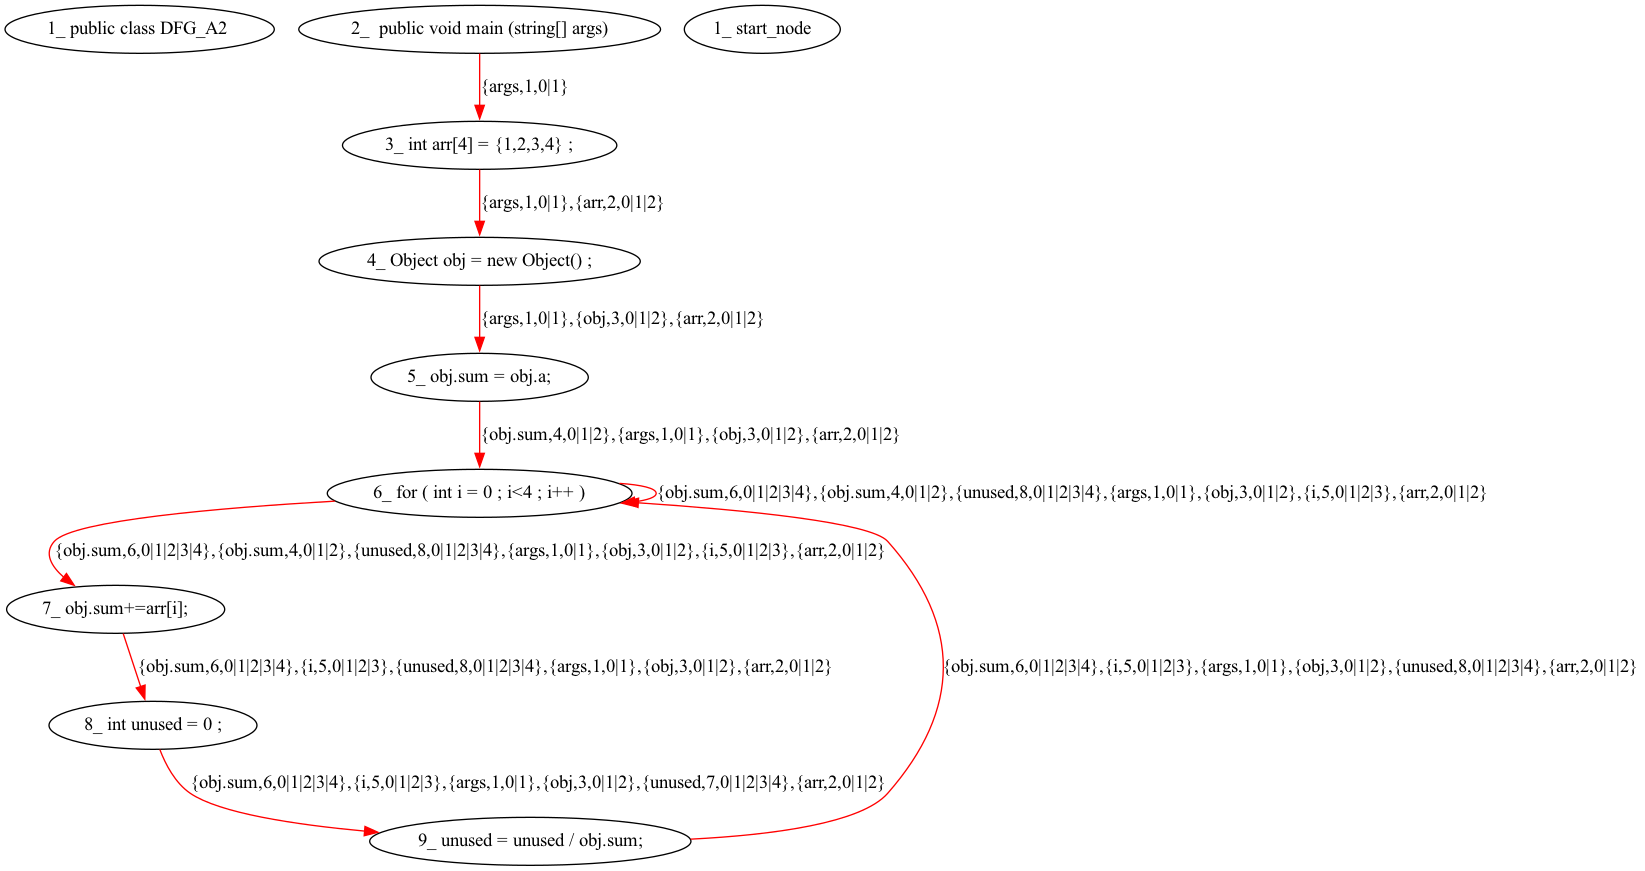 1_ public class DFG_A2
2_  public void main (string[] args)
1_ start_node
{args,1,0|1}
3_ int arr[4] = {1,2,3,4} ;
{args,1,0|1},{arr,2,0|1|2}
4_ Object obj = new Object() ;
{args,1,0|1},{obj,3,0|1|2},{arr,2,0|1|2}
5_ obj.sum = obj.a;
{obj.sum,4,0|1|2},{args,1,0|1},{obj,3,0|1|2},{arr,2,0|1|2}
6_ for ( int i = 0 ; i<4 ; i++ )
{obj.sum,6,0|1|2|3|4},{obj.sum,4,0|1|2},{unused,8,0|1|2|3|4},{args,1,0|1},{obj,3,0|1|2},{i,5,0|1|2|3},{arr,2,0|1|2}
{obj.sum,6,0|1|2|3|4},{obj.sum,4,0|1|2},{unused,8,0|1|2|3|4},{args,1,0|1},{obj,3,0|1|2},{i,5,0|1|2|3},{arr,2,0|1|2}
7_ obj.sum+=arr[i];
{obj.sum,6,0|1|2|3|4},{i,5,0|1|2|3},{unused,8,0|1|2|3|4},{args,1,0|1},{obj,3,0|1|2},{arr,2,0|1|2}
{obj.sum,6,0|1|2|3|4},{i,5,0|1|2|3},{args,1,0|1},{obj,3,0|1|2},{unused,8,0|1|2|3|4},{arr,2,0|1|2}
8_ int unused = 0 ;
{obj.sum,6,0|1|2|3|4},{i,5,0|1|2|3},{args,1,0|1},{obj,3,0|1|2},{unused,7,0|1|2|3|4},{arr,2,0|1|2}
9_ unused = unused / obj.sum;